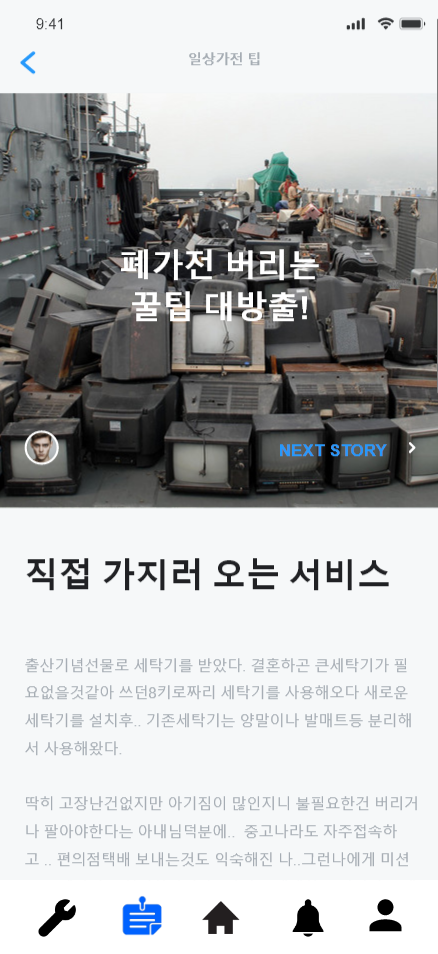 9:41
일상가전 팁
폐가전 버리는
꿀팁 대방출!
NEXT STORY
직접 가지러 오는 서비스
출산기념선물로 세탁기를 받았다. 결혼하곤 큰세탁기가 필
요없을것같아 쓰던8키로짜리 세탁기를 사용해오다 새로운
세탁기를 설치후.. 기존세탁기는 양말이나 발매트등 분리해
서 사용해왔다.
딱히 고장난건없지만 아기짐이 많인지니 불필요한건 버리거
나 팔아야한다는 아내님덕분에..  중고나라도 자주접속하
고 .. 편의점택배 보내는것도 익숙해진 나..그런나에게 미션